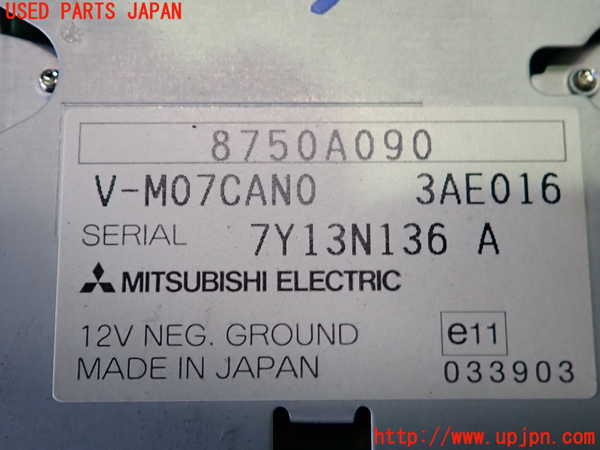 USED PARTS JAPAN
8750A090
V-M07CAN0 3AE016
SERIAL 7Y13N136 A
MITSUBISHI ELECTRIC
12V NEG. GROUND e11
MADE IN JAPAN 033903
http://www.upjpn.com